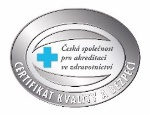 Česká společnost
pro akreditaci
ve zdravotnictví
CERTIFIKÁT KVALITY A BEZPEČÍ